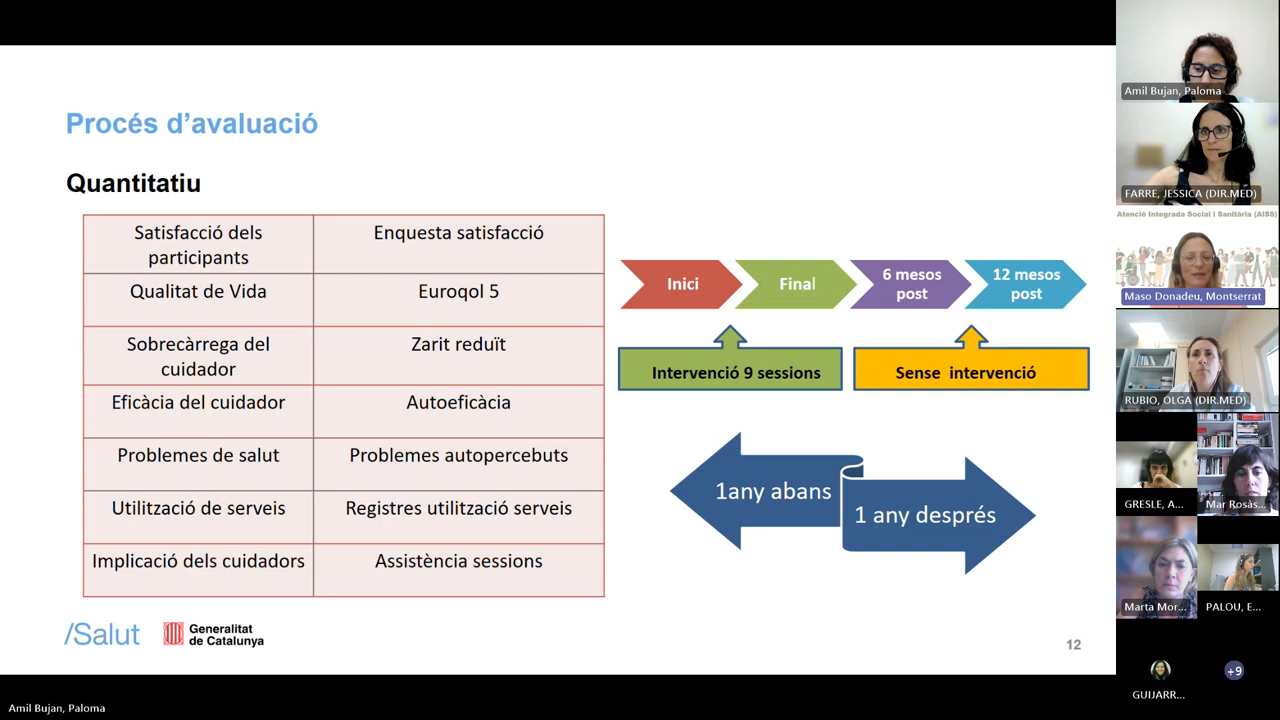 Procés d’avaluació
Quantitatiu
Satisfacció dels
participants
Enquesta satisfacció
Qualitat de Vida
Euroqol 5
Sobrecàrrega del
cuidador
Zarit reduït
Eficàcia del cuidador
Autoeficàcia
Problemes de salut
Problemes autopercebuts
Utilització de serveis
Registres utilització serveis
Implicació dels cuidadors
Assistència sessions
Inici
Final
6 mesos
post
12 mesos
post
Intervenció 9 sessions
Sense intervenció
1any abans
1 any després
/Salut
Generalitat
de Catalunya
12
Amil Bujan, Paloma
Amil Bujan, Paloma
FARRE, JESSICA (DIR.MED)
Atenció Integrada Social i Sanitària (AISS)
Maso Donadeu, Montserrat
RUBIO, OLGA (DIR.MED)
GRESLE, A...
Mar Rosàs...
Marta Mor...
PALOU, E...
GUIJARR...
+9